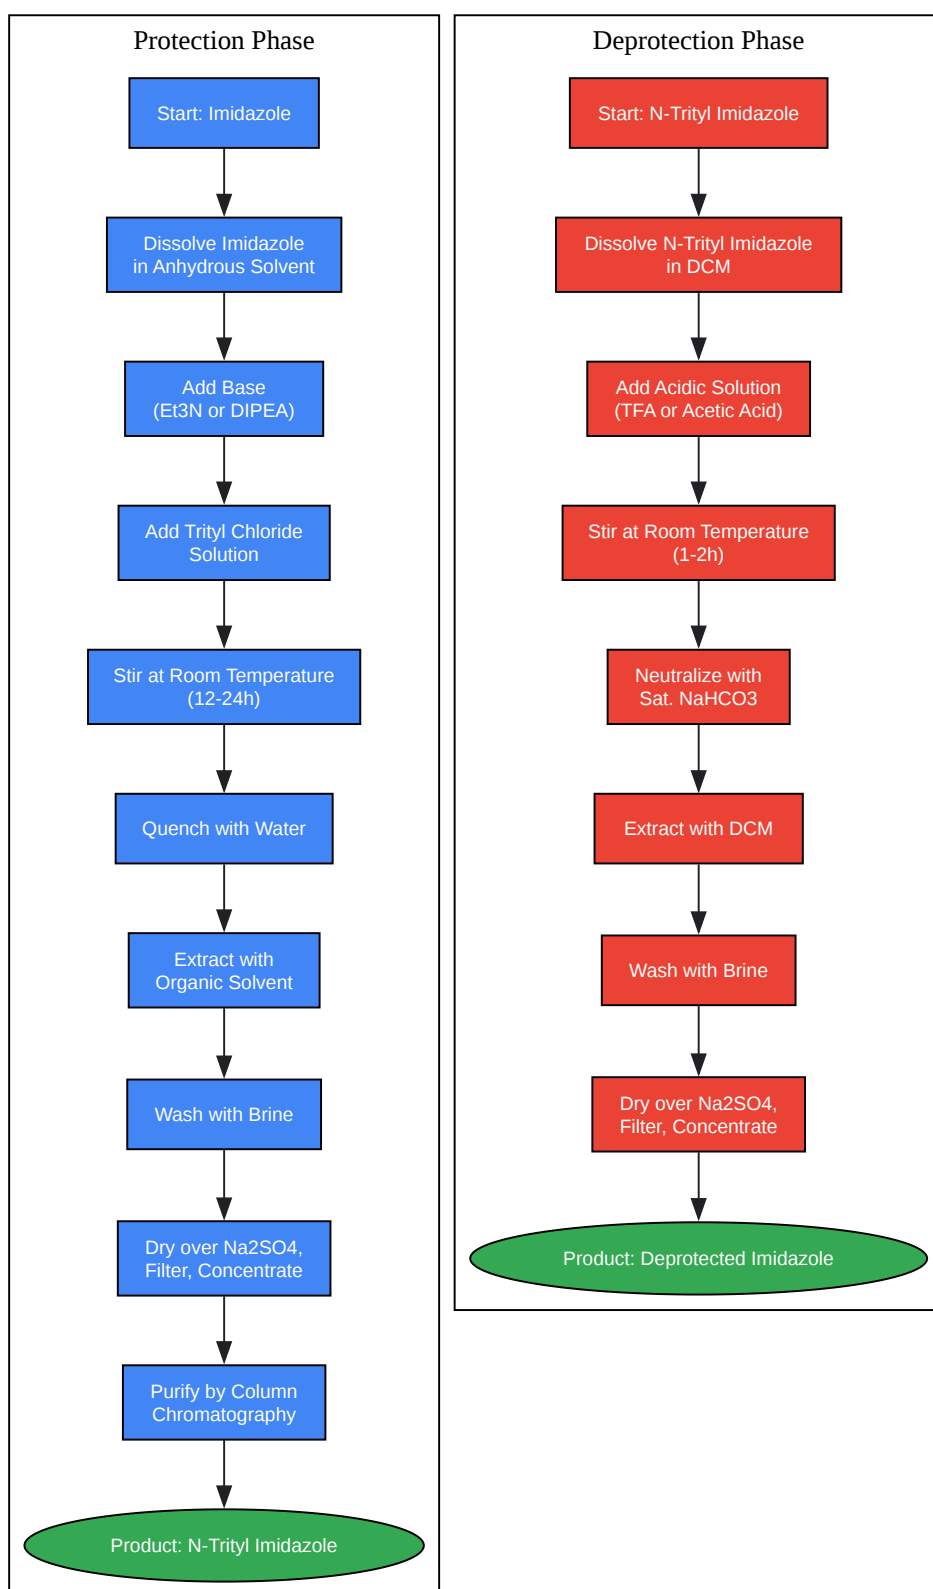 Protection Phase
Start: Imidazole
Dissolve Imidazole
in Anhydrous Solvent
Add Base
(Et3N or DIPEA)
Add Trityl Chloride
Solution
Stir at Room Temperature
(12-24h)
Quench with Water
Extract with
Organic Solvent
Wash with Brine
Dry over Na2SO4,
Filter, Concentrate
Purify by Column
Chromatography
Product: N-Trityl Imidazole
Deprotection Phase
Start: N-Trityl Imidazole
Dissolve N-Trityl Imidazole
in DCM
Add Acidic Solution
(TFA or Acetic Acid)
Stir at Room Temperature
(1-2h)
Neutralize with
Sat. NaHCO3
Extract with DCM
Wash with Brine
Dry over Na2SO4,
Filter, Concentrate
Product: Deprotected Imidazole